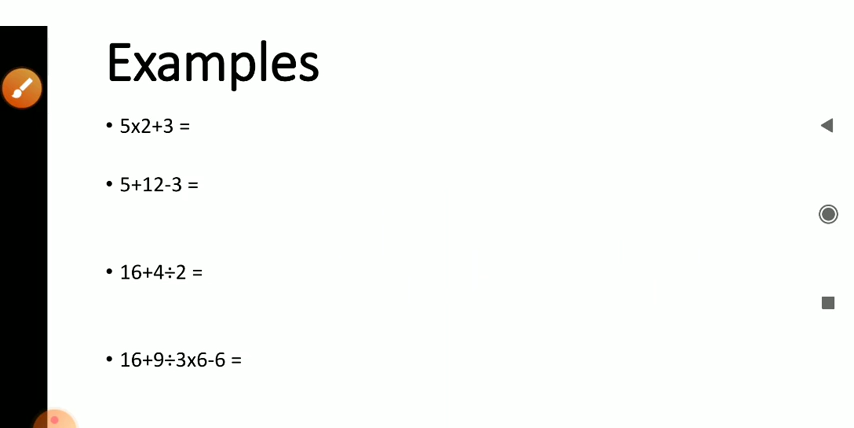 Examples
• 5x2+3 =
• 5+12-3 =
• 16+4÷2 =
• 16+9÷3x6-6 =